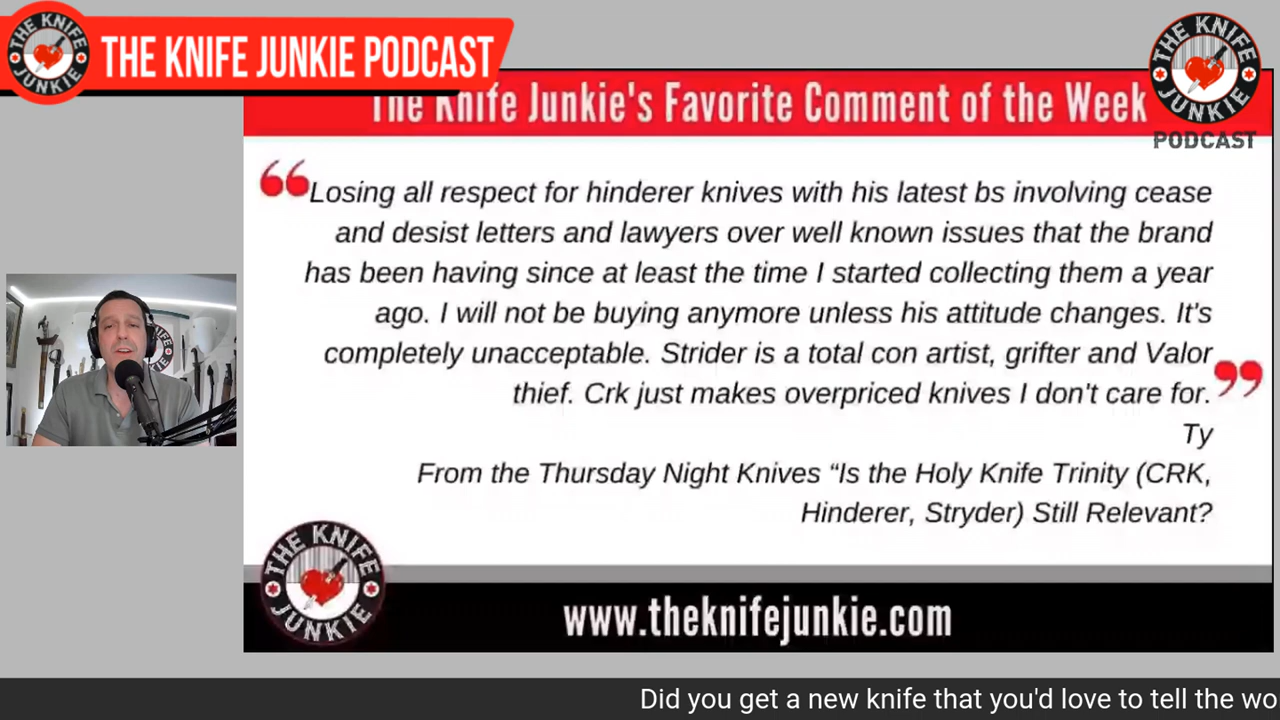 THE KNIFE JUNKIE
THE KNIFE JUNKIE PODCAST
THE KNIFE JUNKIE
PODCAST
The Knife Junkie's Favorite Comment of the Week
“Losing all respect for hinderer knives with his latest bs involving cease
and desist letters and lawyers over well known issues that the brand
has been having since at least the time I started collecting them a year
ago. I will not be buying anymore unless his attitude changes. It's
completely unacceptable. Strider is a total con artist, grifter and Valor
thief. Crk just makes overpriced knives I don't care for.”
Ty
From the Thursday Night Knives “Is the Holy Knife Trinity (CRK,
Hinderer, Stryder) Still Relevant?
THE KNIFE JUNKIE
www.theknifejunkie.com
Did you get a new knife that you'd love to tell the wo